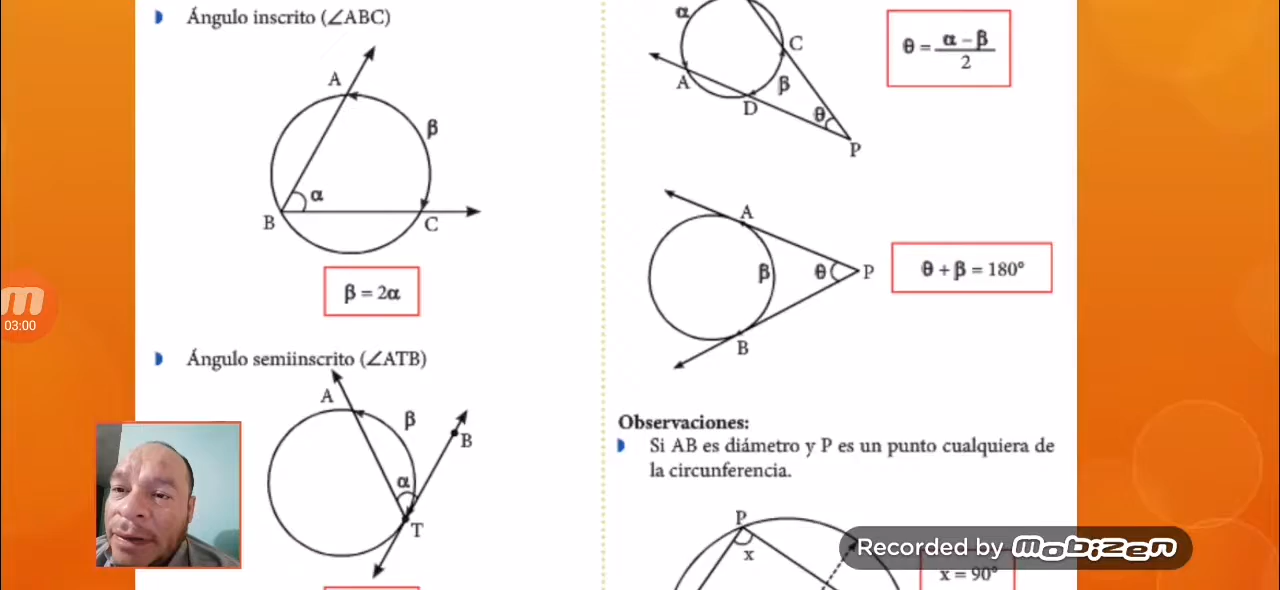 Ángulo inscrito (∠ABC)
A
β
α
B
C
β = 2α
Ángulo semiinscrito (∠ATB)
A
β
B
α
T
α
C
A
β
D
θ
P
θ = α – β
2
A
β
θ
P
B
θ + β = 180°
Observaciones:
Si AB es diámetro y P es un punto cualquiera de
la circunferencia.
P
x
x = 90°
03:00
Recorded by mobizen